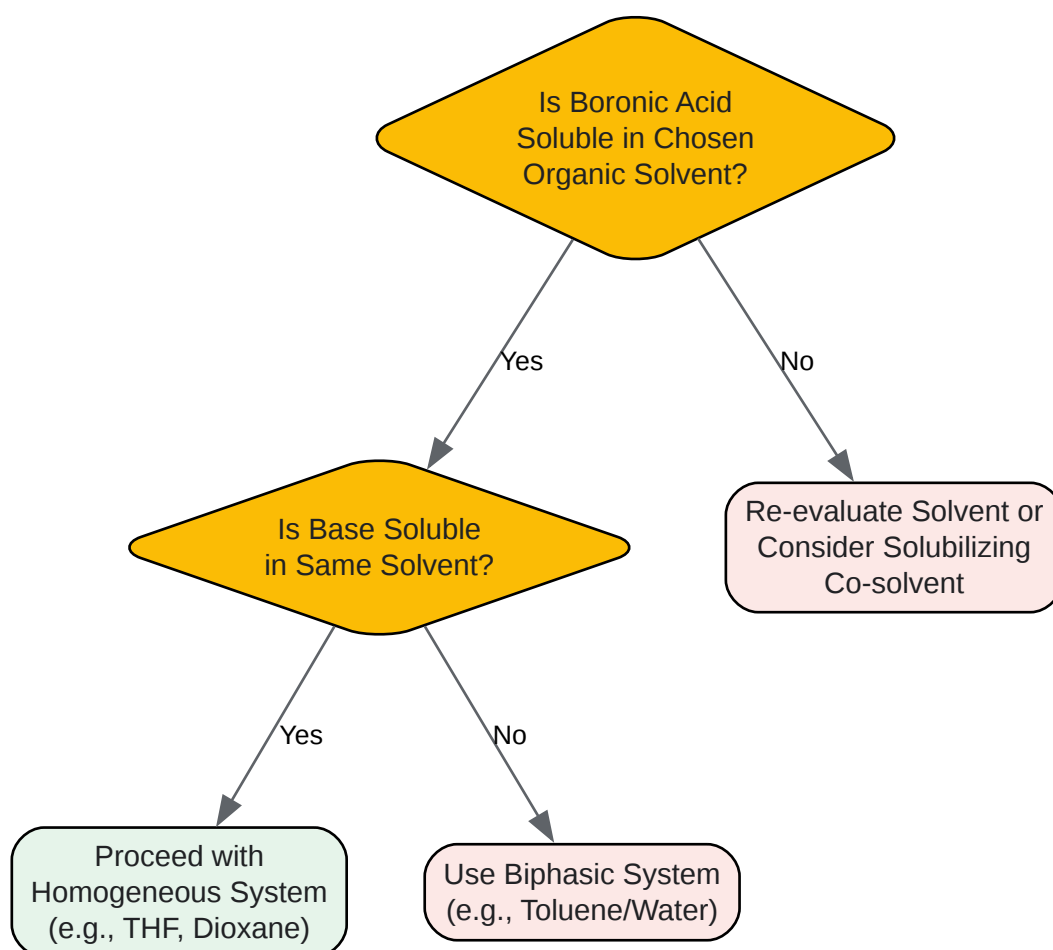 Is Boronic Acid
Soluble in Chosen
Organic Solvent?
Yes
No
Is Base Soluble
in Same Solvent?
Re-evaluate Solvent or
Consider Solubilizing
Co-solvent
Yes
No
Proceed with
Homogeneous System
(e.g., THF, Dioxane)
Use Biphasic System
(e.g., Toluene/Water)